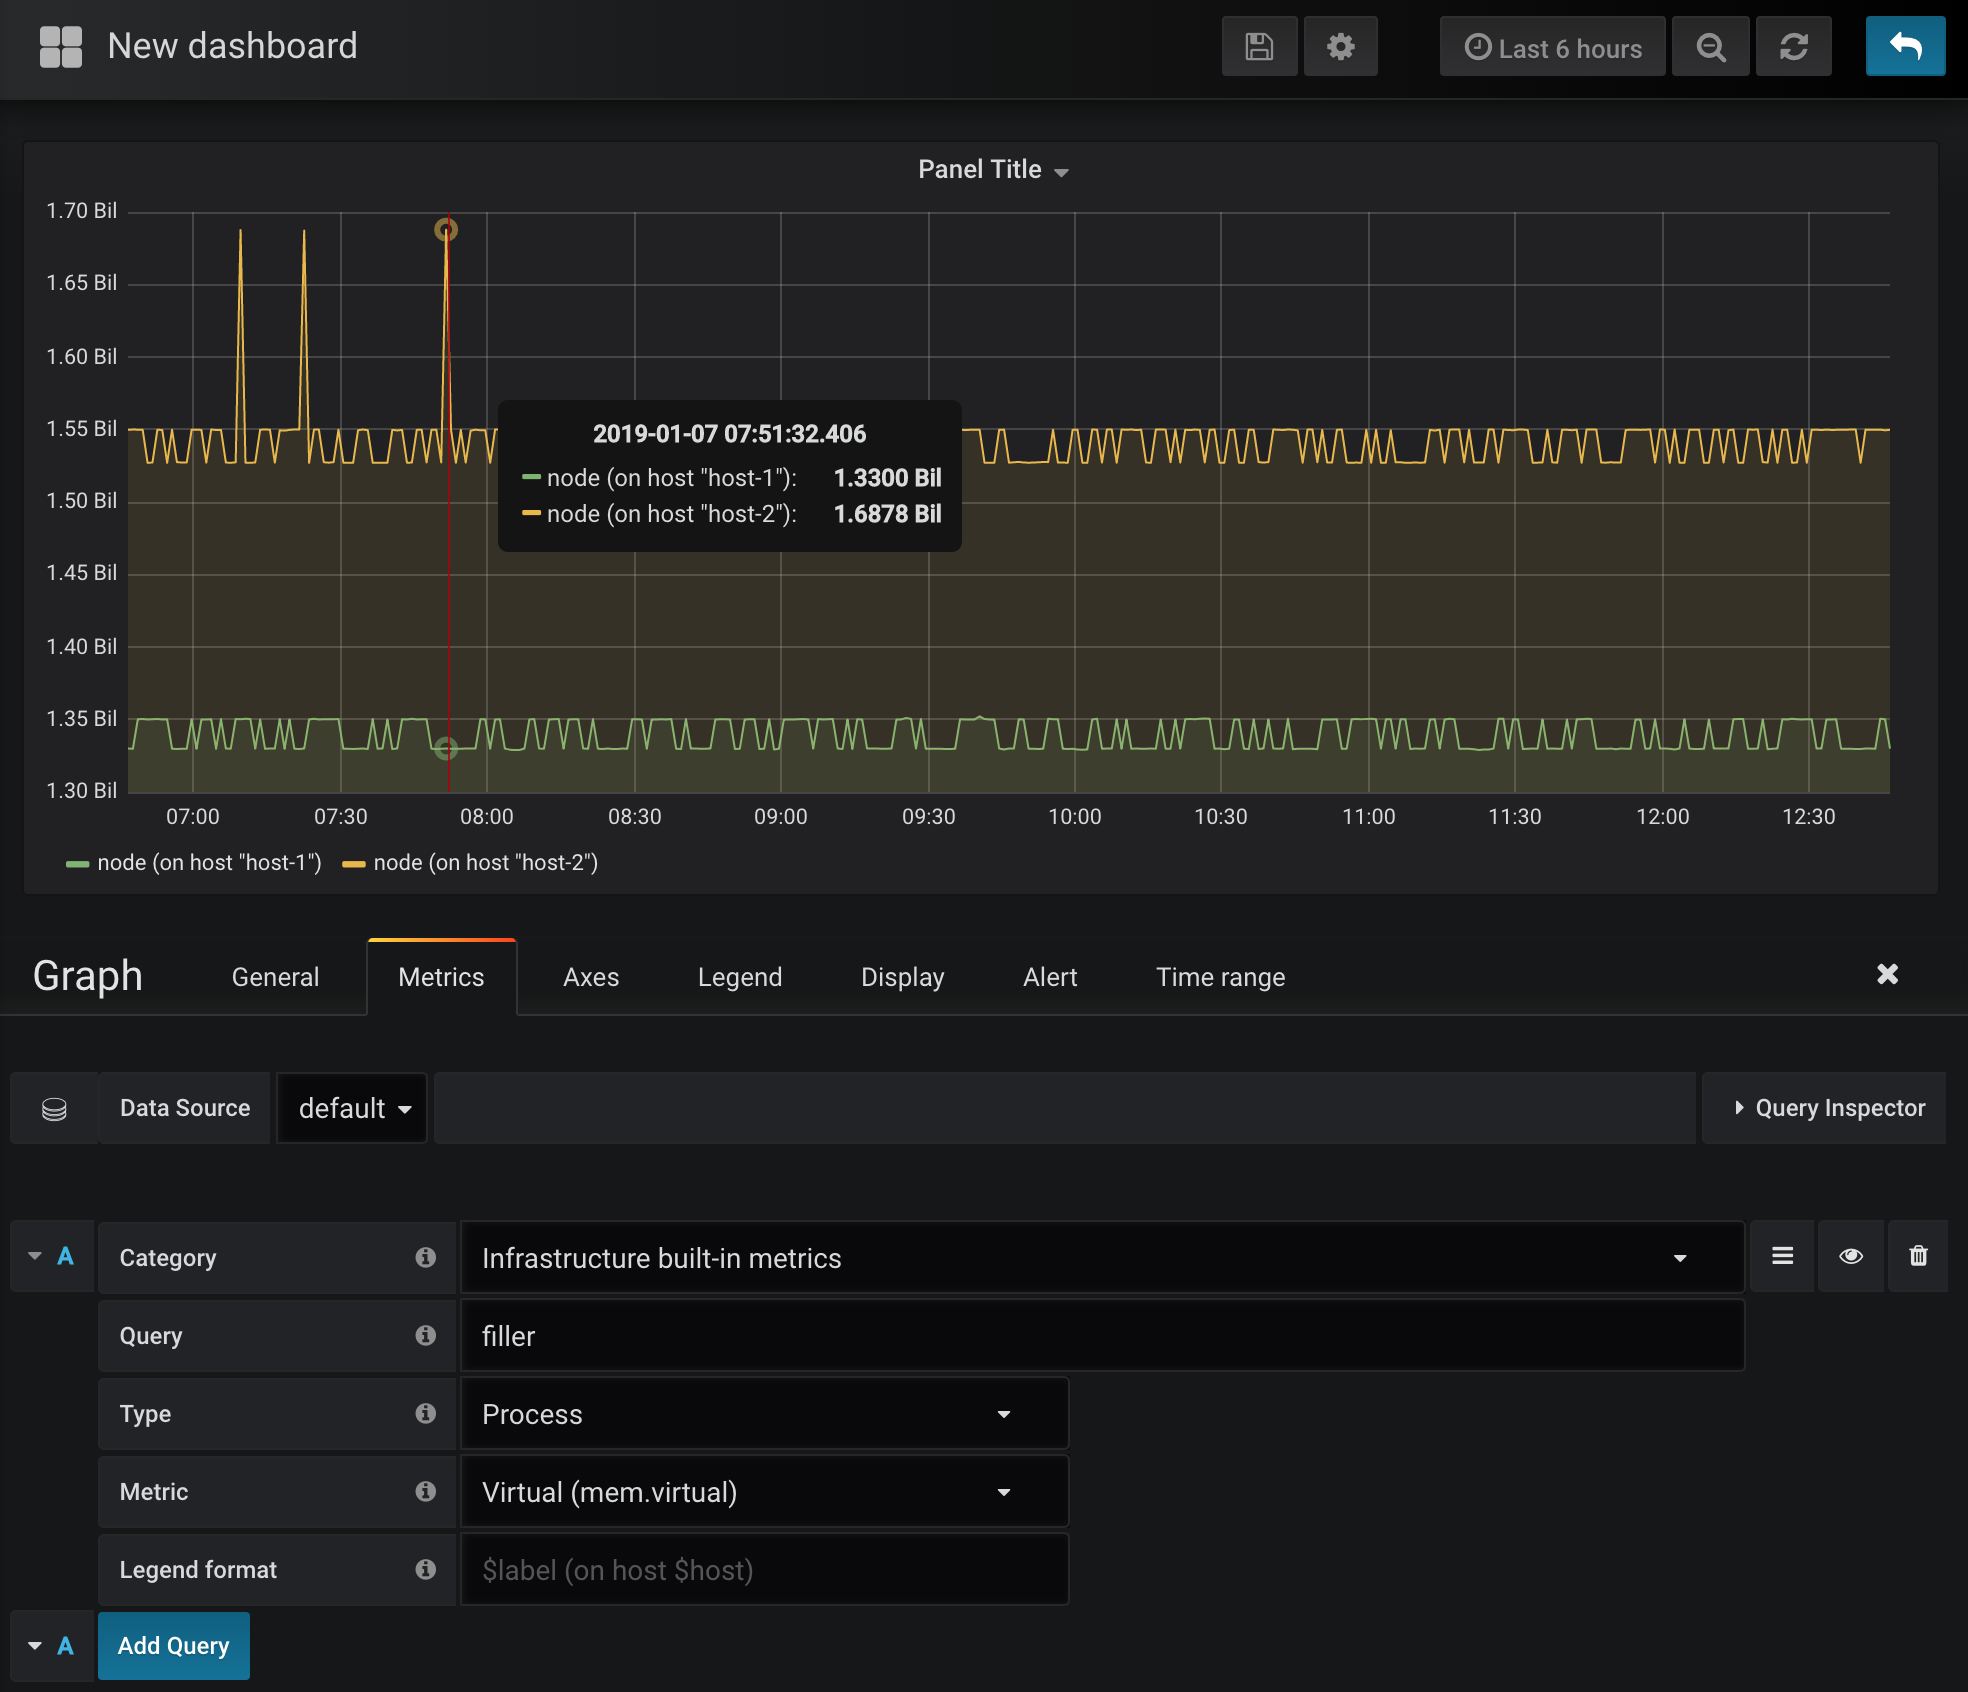 New dashboard
Last 6 hours
Panel Title
1.70 Bil
1.65 Bil
1.60 Bil
1.55 Bil
1.50 Bil
1.45 Bil
1.40 Bil
1.35 Bil
1.30 Bil
2019-01-07 07:51:32.406
node (on host "host-1"): 1.3300 Bil
node (on host "host-2"): 1.6878 Bil
07:00 07:30 08:00 08:30 09:00 09:30 10:00 10:30 11:00 11:30 12:00 12:30
node (on host "host-1") node (on host "host-2")
Graph General Metrics Axes Legend Display Alert Time range
Data Source default Query Inspector
A Category Infrastructure built-in metrics
Query filler
Type Process
Metric Virtual (mem.virtual)
Legend format $label (on host $host)
A Add Query